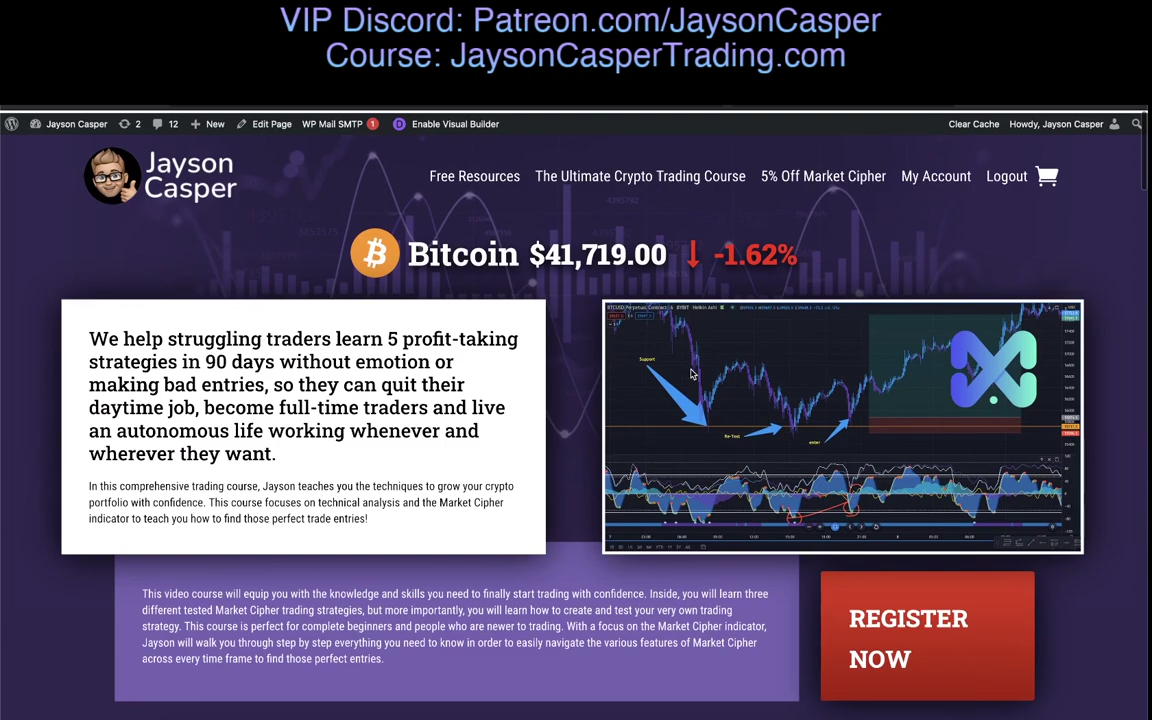 VIP Discord: Patreon.com/JaysonCasper
Course: JaysonCasperTrading.com
Jayson Casper
2
12
New
Edit Page
WP Mail SMTP 1
D
Enable Visual Builder
Clear Cache
Howdy, Jayson Casper
Jayson
Casper
Free Resources
The Ultimate Crypto Trading Course
5% Off Market Cipher
My Account
Logout
Bitcoin $41,719.00 ↓ -1.62%
We help struggling traders learn 5 profit-taking
strategies in 90 days without emotion or
making bad entries, so they can quit their
daytime job, become full-time traders and live
an autonomous life working whenever and
wherever they want.
In this comprehensive trading course, Jayson teaches you the techniques to grow your crypto
portfolio with confidence. This course focuses on technical analysis and the Market Cipher
indicator to teach you how to find those perfect trade entries!
Support
Re-Test
enter
This video course will equip you with the knowledge and skills you need to finally start trading with confidence. Inside, you will learn three
different tested Market Cipher trading strategies, but more importantly, you will learn how to create and test your very own trading
strategy. This course is perfect for complete beginners and people who are newer to trading. With a focus on the Market Cipher indicator,
Jayson will walk you through step by step everything you need to know in order to easily navigate the various features of Market Cipher
across every time frame to find those perfect entries.
REGISTER
NOW